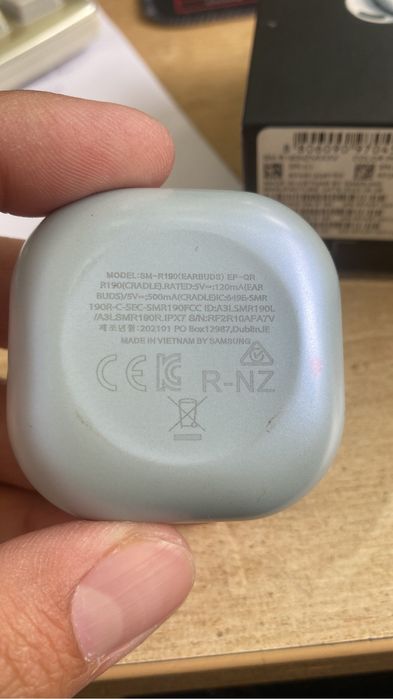 MODEL: SM-R190(EARBUDS) EP-QR
R190(CRADLE).RATED:5V⎓;120mA(EAR
BUDS)/5V⎓;500mA(CRADLE)IC:649E-SMR
190R-C-SEC-SMR190FCC ID:A3LSMR190L
/A3LSMR190R.IPX7 S/N:RF2R10AFA7V
제조년월:202101 PO Box12987,Dublin.IE
MADE IN VIETNAM BY SAMSUNG
CE KC R-NZ